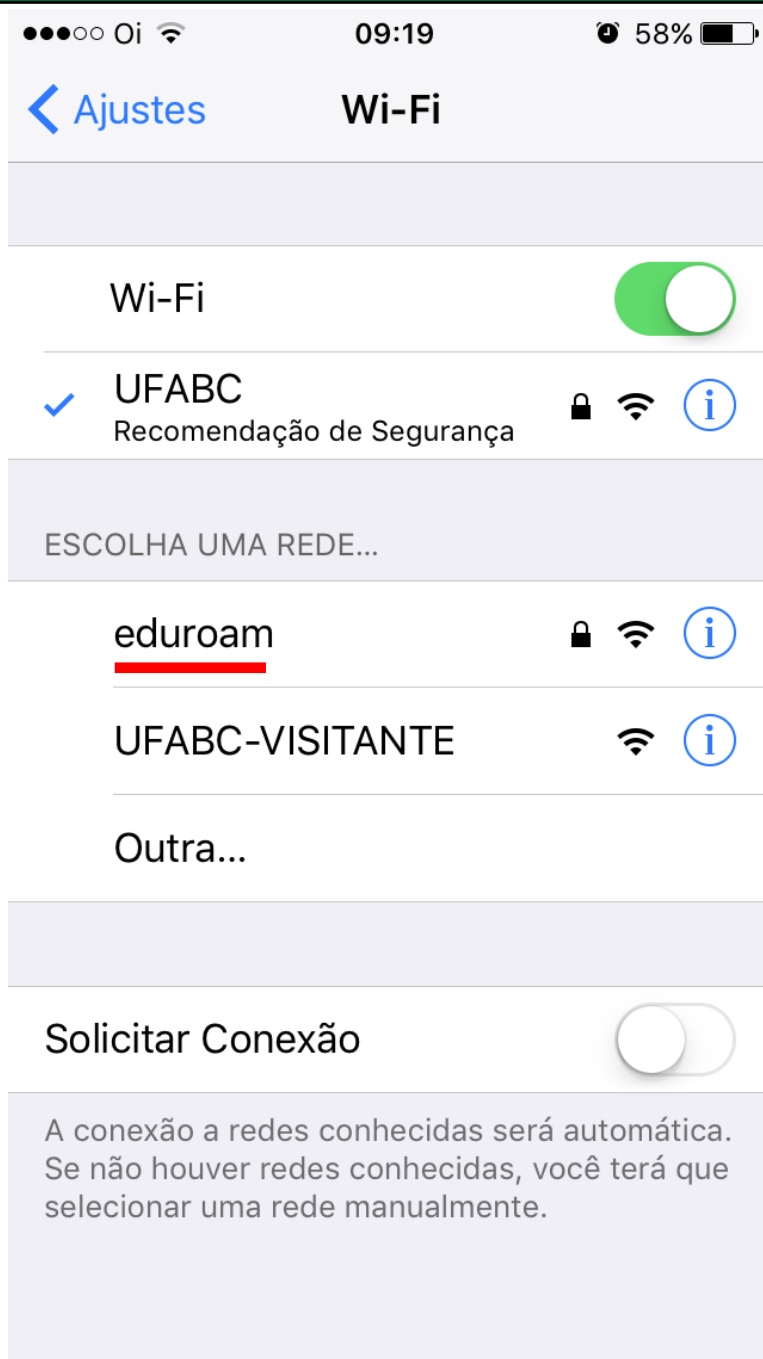 Oi 09:19 58%
Ajustes Wi-Fi
Wi-Fi
UFABC
Recomendação de Segurança
ESCOLHA UMA REDE...
eduroam
UFABC-VISITANTE
Outra...
Solicitar Conexão
A conexão a redes conhecidas será automática.
Se não houver redes conhecidas, você terá que
selecionar uma rede manualmente.